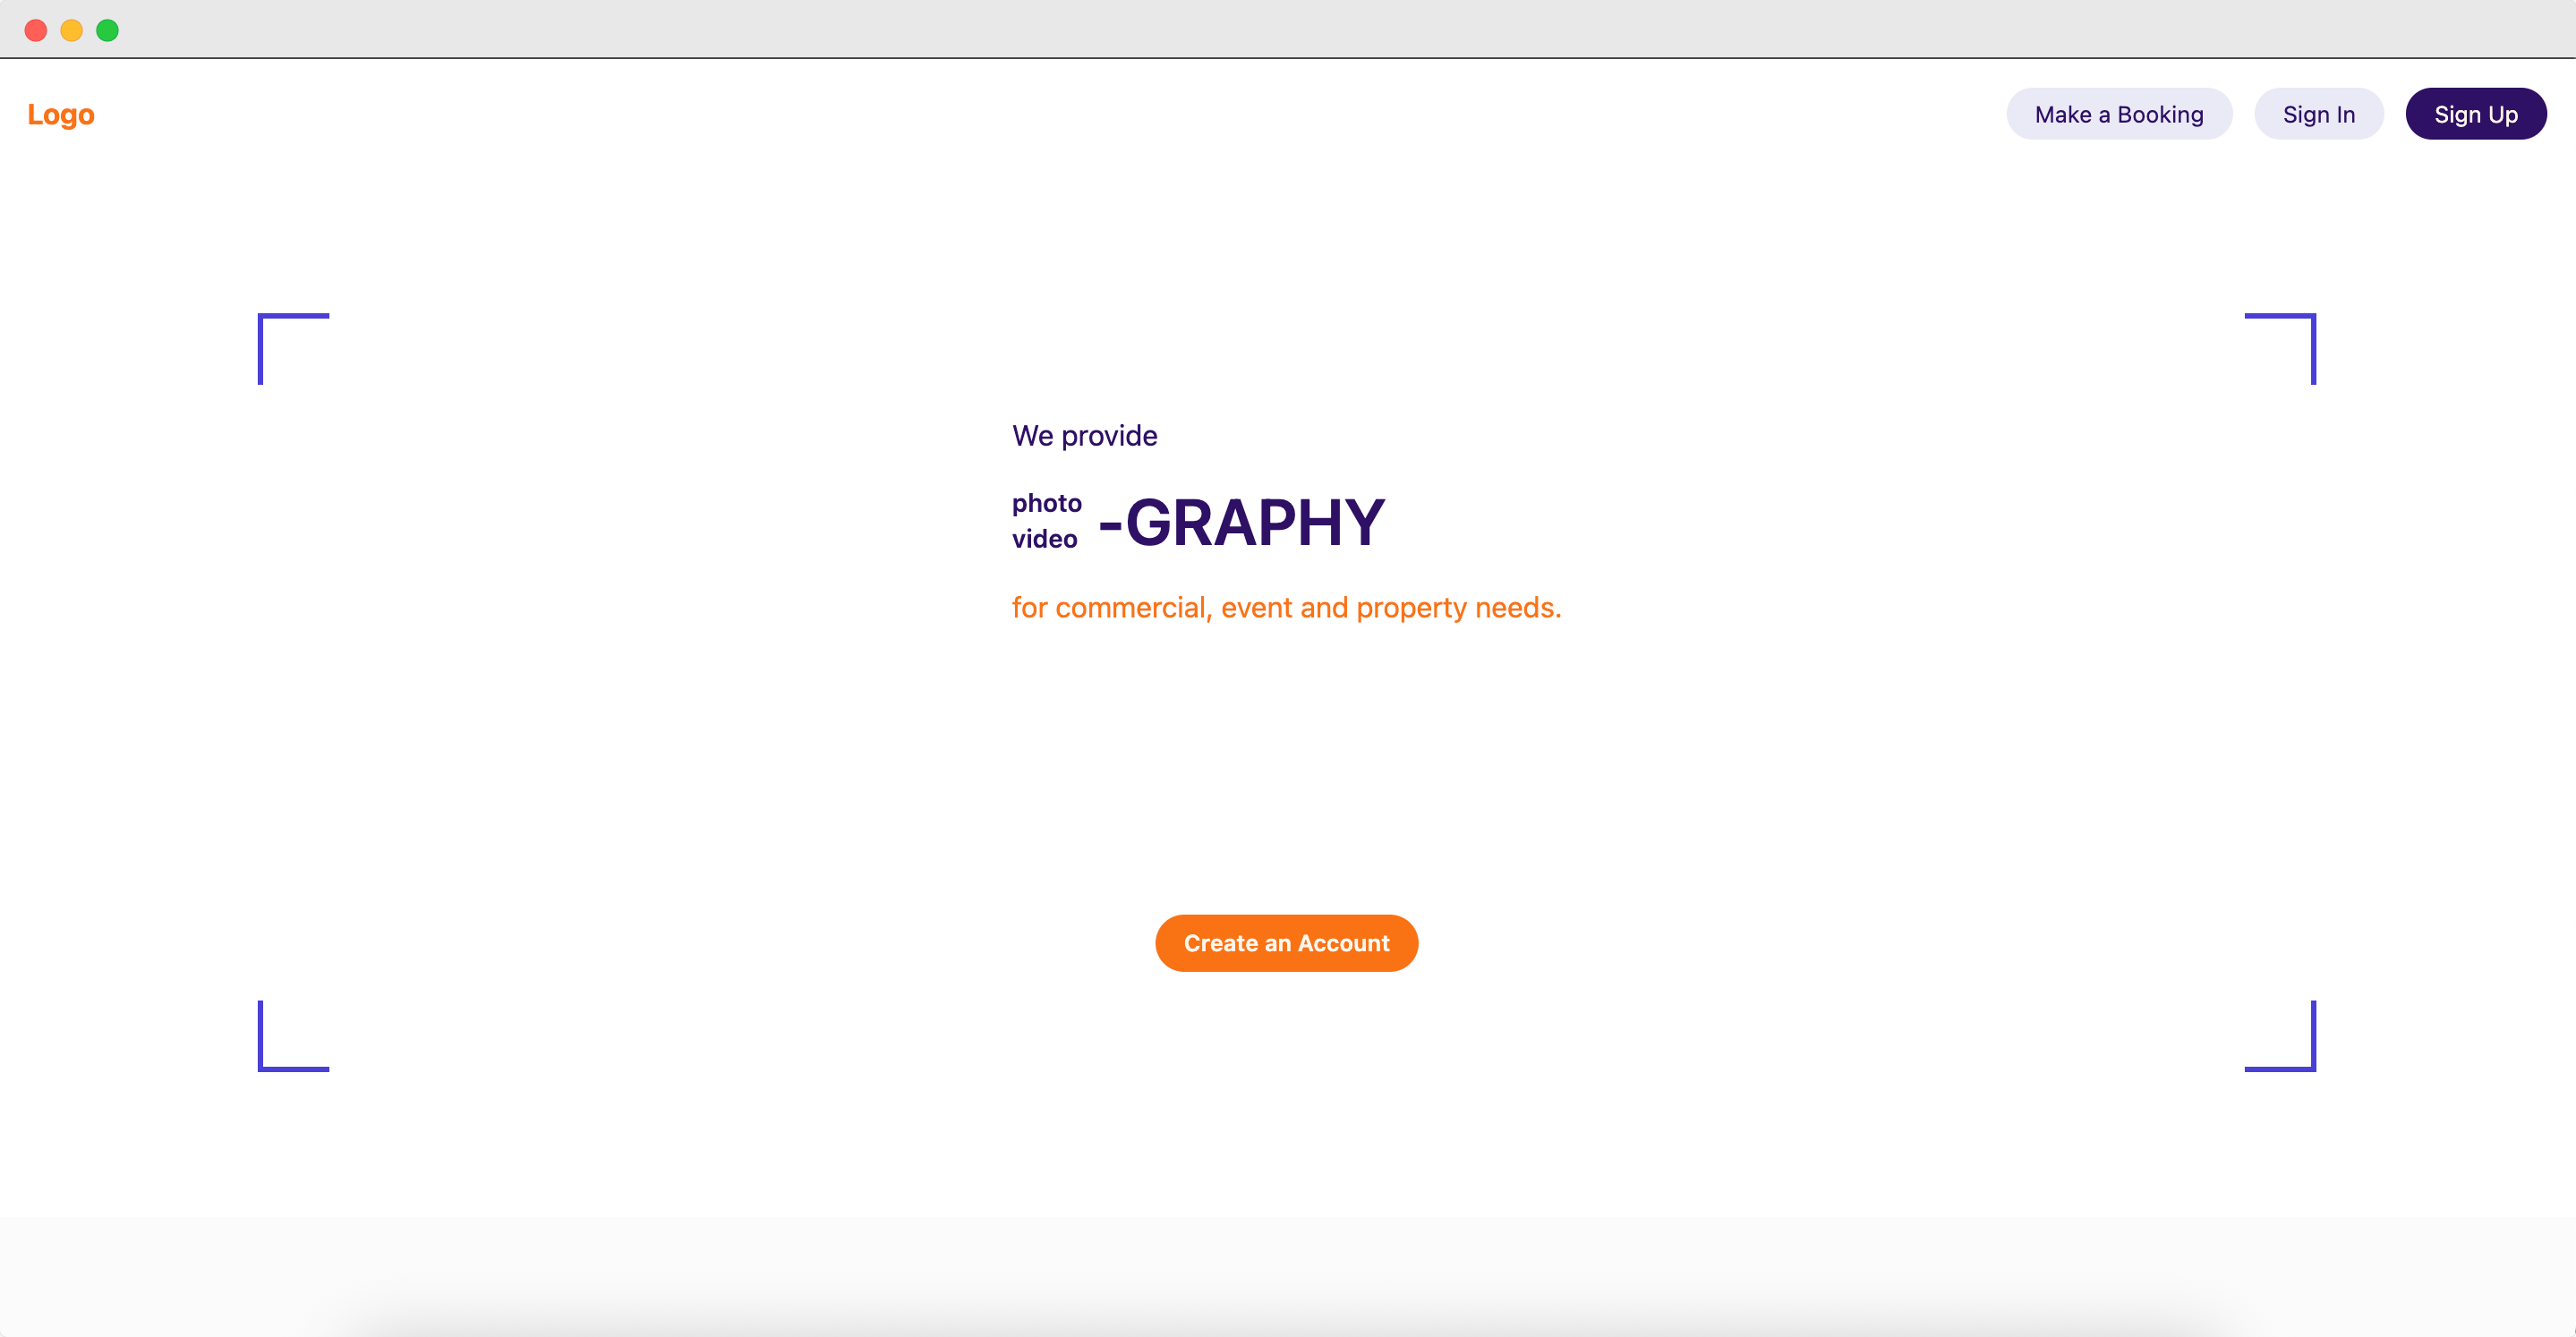 Logo
Make a Booking
Sign In
Sign Up
We provide
photo
video
-GRAPHY
for commercial, event and property needs.
Create an Account